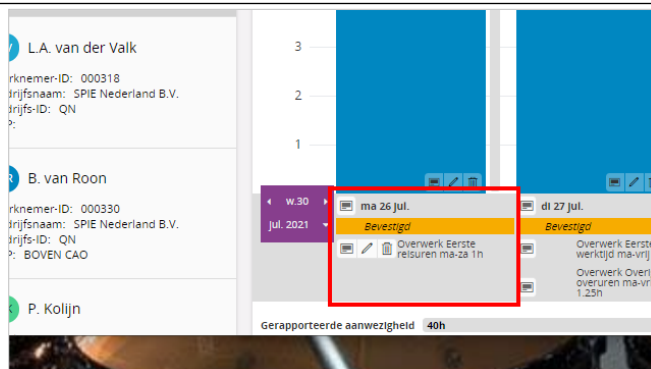 L.A. van der Valk
rknemer-ID: 000318
drijfsnaam: SPIE Nederland B.V.
drijfs-ID: QN
P:
B. van Roon
rknemer-ID: 000330
drijfsnaam: SPIE Nederland B.V.
drijfs-ID: QN
P: BOVEN CAO
P. Kolijn
3
2
1
w.30
jul. 2021
ma 26 jul.
Bevestigd
Overwerk Eerste
reisuren ma-za 1h
di 27 jul.
Bevestigd
Overwerk Eerste
werktijd ma-vrij
Overwerk Overi
overuren ma-vr
1.25h
Gerapporteerde aanwezigheid 40h